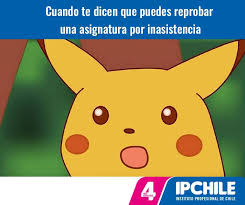 Cuando te dicen que puedes reprobar
una asignatura por inasistencia
4 IPCHILE
INSTITUTO PROFESIONAL DE CHILE